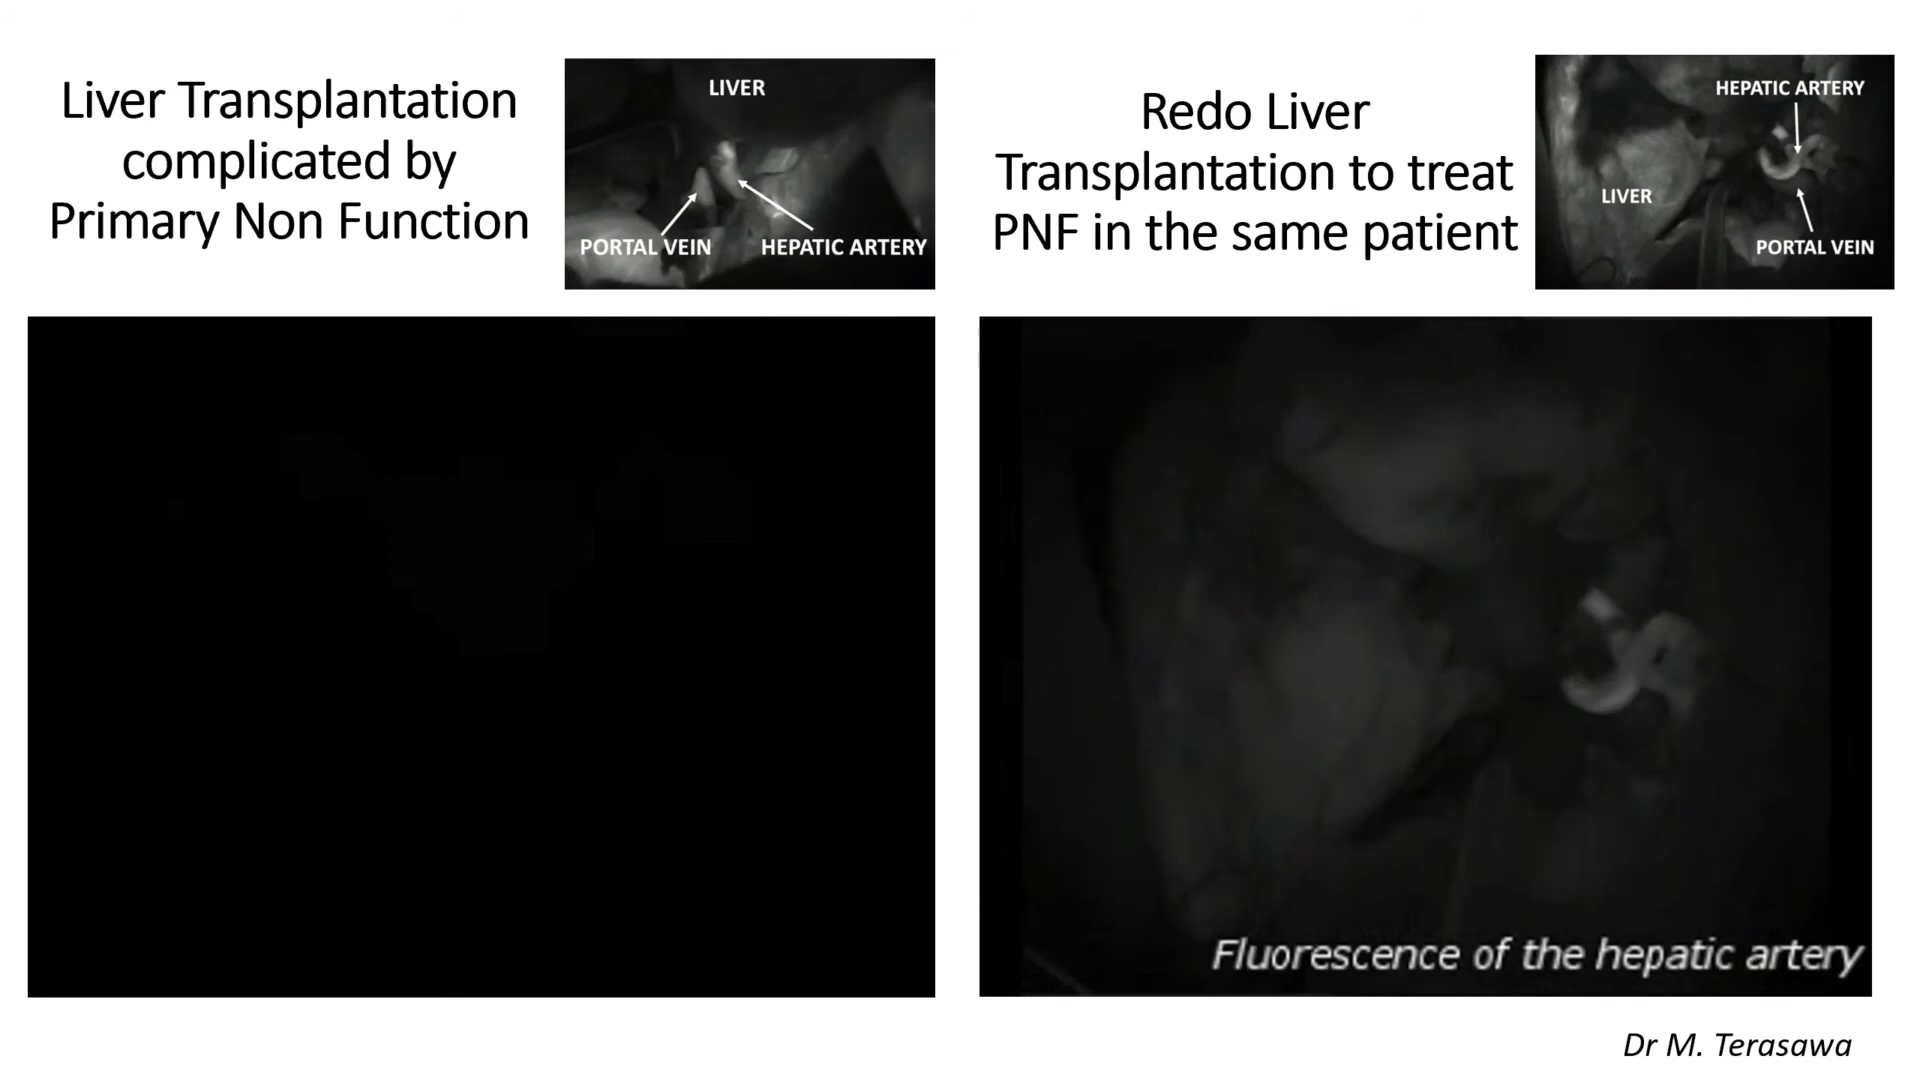 Liver Transplantation
complicated by
Primary Non Function
LIVER
PORTAL VEIN
HEPATIC ARTERY
Redo Liver
Transplantation to treat
PNF in the same patient
HEPATIC ARTERY
LIVER
PORTAL VEIN
Fluorescence of the hepatic artery
Dr M. Terasawa